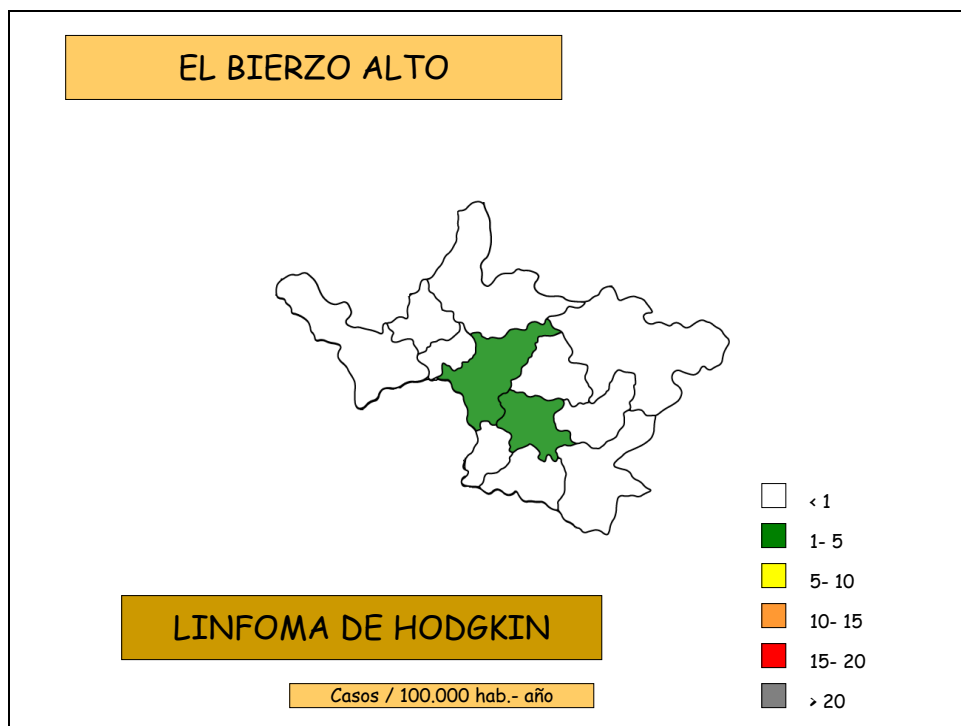 EL BIERZO ALTO
< 1
1- 5
5- 10
10- 15
15- 20
> 20
LINFOMA DE HODGKIN
Casos / 100.000 hab.- año